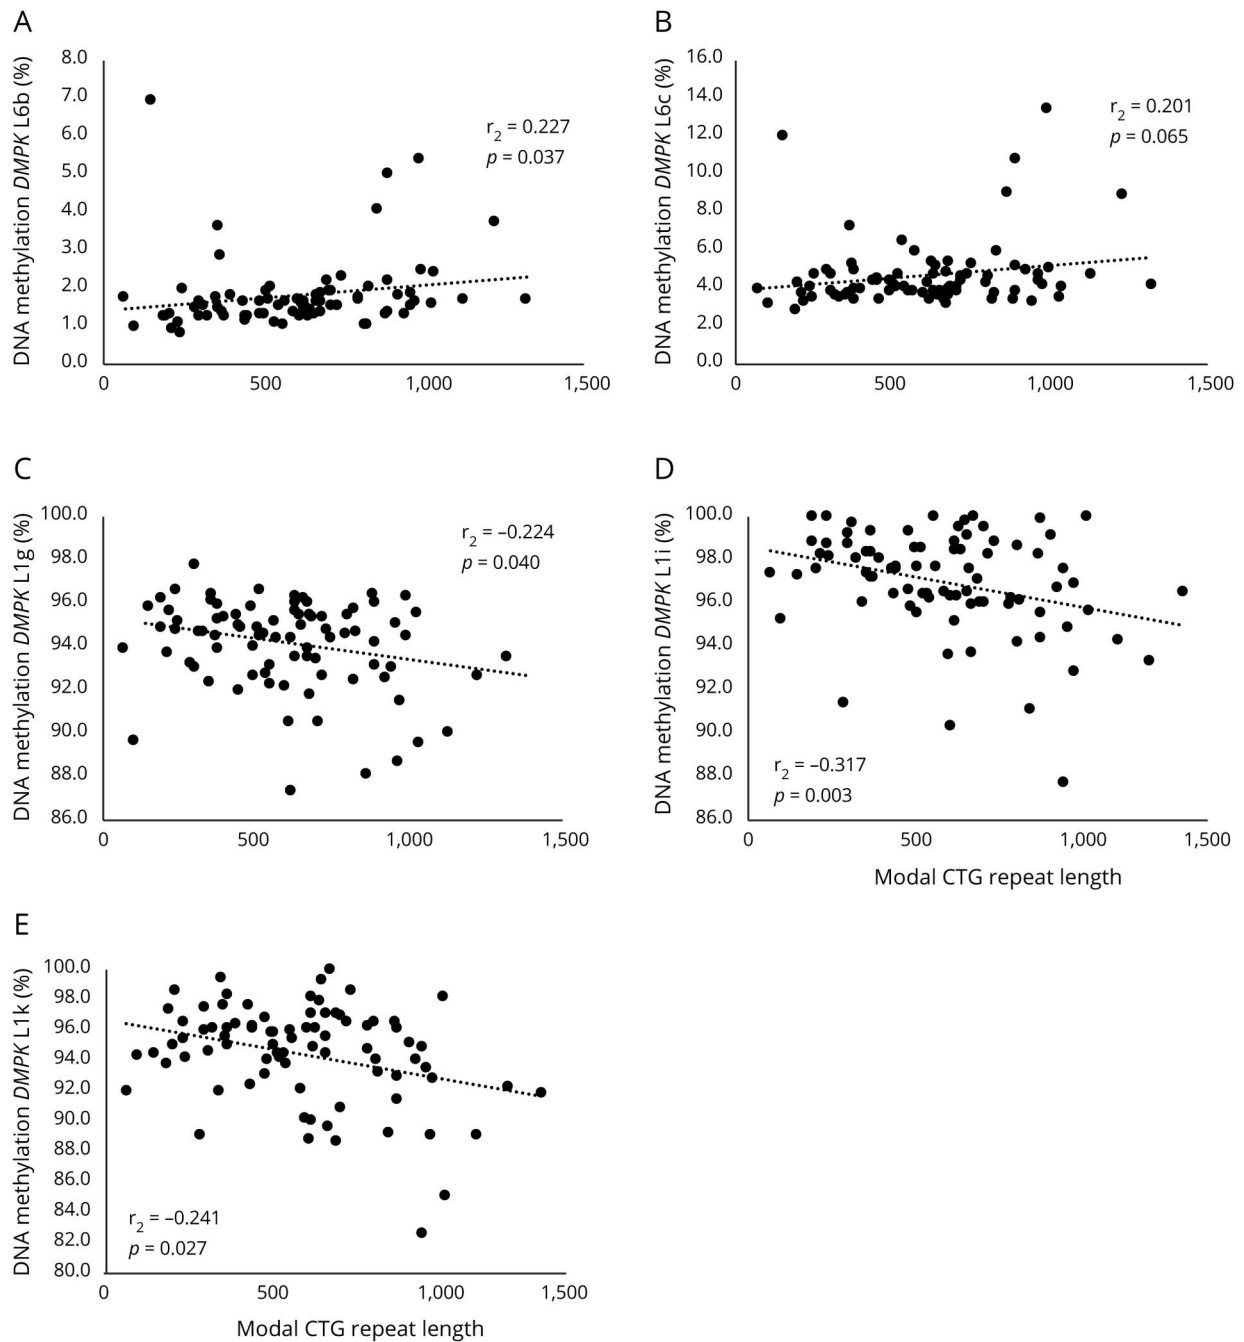 A
DNA methylation DMPK L6b (%)
8.0
7.0
6.0
5.0
4.0
3.0
2.0
1.0
0.0
r2 = 0.227
p = 0.037
0 500 1,000 1,500
B
DNA methylation DMPK L6c (%)
16.0
14.0
12.0
10.0
8.0
6.0
4.0
2.0
0.0
r2 = 0.201
p = 0.065
0 500 1,000 1,500
C
DNA methylation DMPK L1g (%)
100.0
98.0
96.0
94.0
92.0
90.0
88.0
86.0
r2 = –0.224
p = 0.040
0 500 1,000 1,500
D
DNA methylation DMPK L1i (%)
100.0
98.0
96.0
94.0
92.0
90.0
88.0
86.0
r2 = –0.317
p = 0.003
0 500 1,000 1,500
Modal CTG repeat length
E
DNA methylation DMPK L1k (%)
100.0
98.0
96.0
94.0
92.0
90.0
88.0
86.0
84.0
82.0
80.0
r2 = –0.241
p = 0.027
0 500 1,000 1,500
Modal CTG repeat length